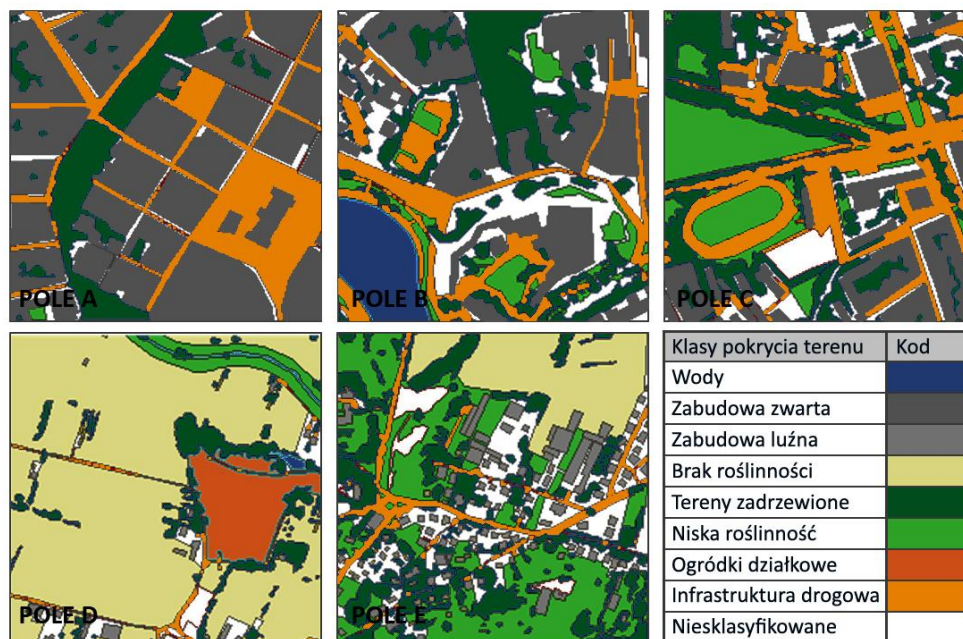 POLE A
POLE B
POLE C
POLE D
POLE E
Klasy pokrycia terenu Kod
Wody
Zabudowa zwarta
Zabudowa luźna
Brak roślinności
Tereny zadrzewione
Niska roślinność
Ogródki działkowe
Infrastruktura drogowa
Niesklasyfikowane